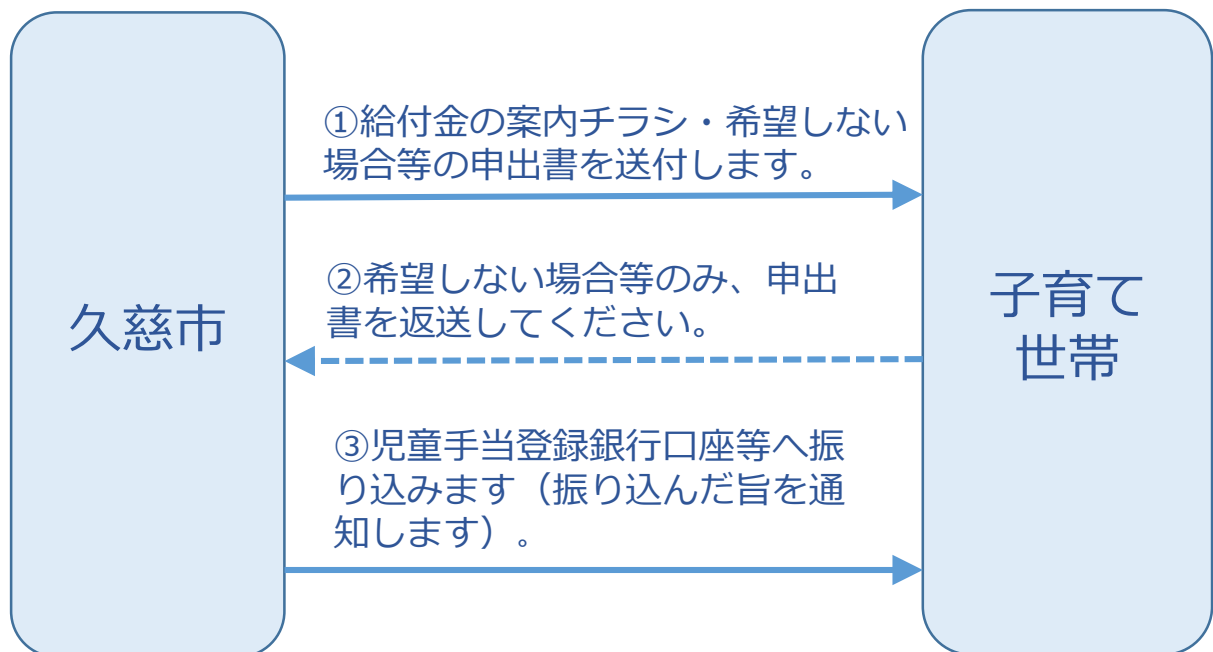 久慈市
①給付金の案内チラシ・希望しない
場合等の申出書を送付します。
②希望しない場合等のみ、申出
書を返送してください。
③児童手当登録銀行口座等へ振
り込みます（振り込んだ旨を通
知します）。
子育て
世帯